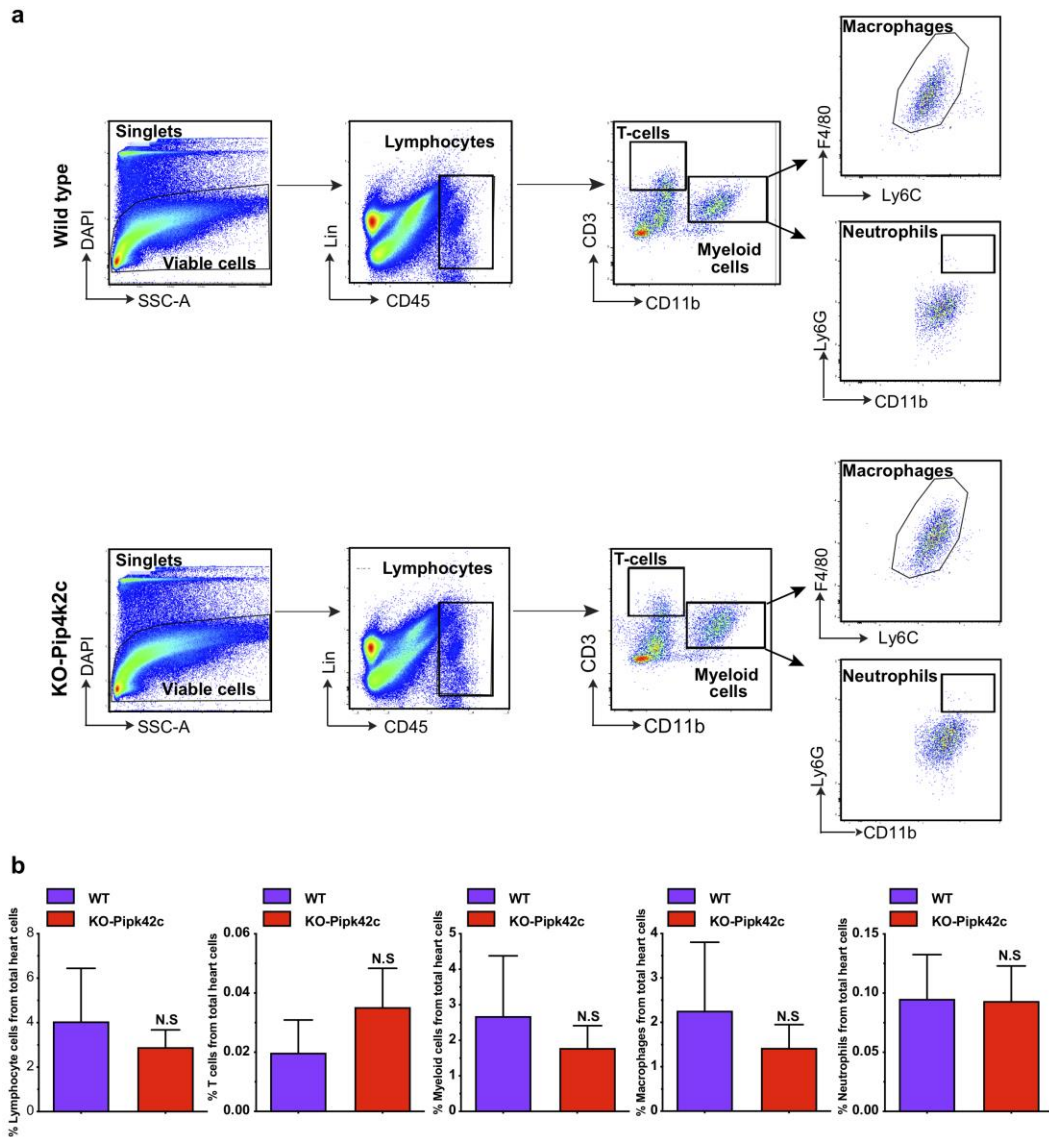 a
Wild type
Singlets
Viable cells
DAPI
SSC-A
Lymphocytes
Lin
CD45
T-cells
Myeloid
cells
CD3
CD11b
Macrophages
F4/80
Ly6C
Neutrophils
Ly6G
CD11b
KO-Pip4k2c
Singlets
Viable cells
DAPI
SSC-A
Lymphocytes
Lin
CD45
T-cells
Myeloid
cells
CD3
CD11b
Macrophages
F4/80
Ly6C
Neutrophils
Ly6G
CD11b
b
WT
KO-Pipk42c
% Lymphocyte cells from total heart cells
8
6
4
2
0
N.S
WT
KO-Pipk42c
% T cells from total heart cells
0.06
0.04
0.02
0.00
N.S
WT
KO-Pipk42c
% Myeloid cells from total heart cells
5
4
3
2
1
0
N.S
WT
KO-Pipk42c
% Macrophages from total heart cells
4
3
2
1
0
N.S
WT
KO-Pipk42c
% Neutrophils from total heart cells
0.15
0.10
0.05
0.00
N.S